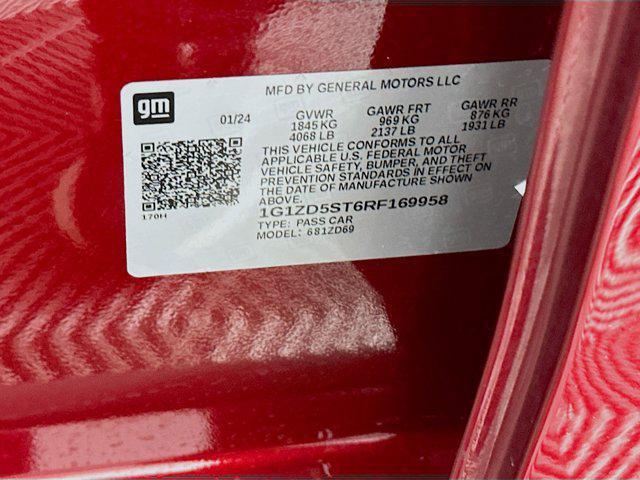 MFD BY GENERAL MOTORS LLC
gm
01/24
GVWR GAWR FRT GAWR RR
1845 KG 969 KG 876 KG
4068 LB 2137 LB 1931 LB
THIS VEHICLE CONFORMS TO ALL
APPLICABLE U.S. FEDERAL MOTOR
VEHICLE SAFETY, BUMPER, AND THEFT
PREVENTION STANDARDS IN EFFECT ON
THE DATE OF MANUFACTURE SHOWN
ABOVE.
170H
1G1ZD5ST6RF169958
TYPE: PASS CAR
MODEL: 681ZD69